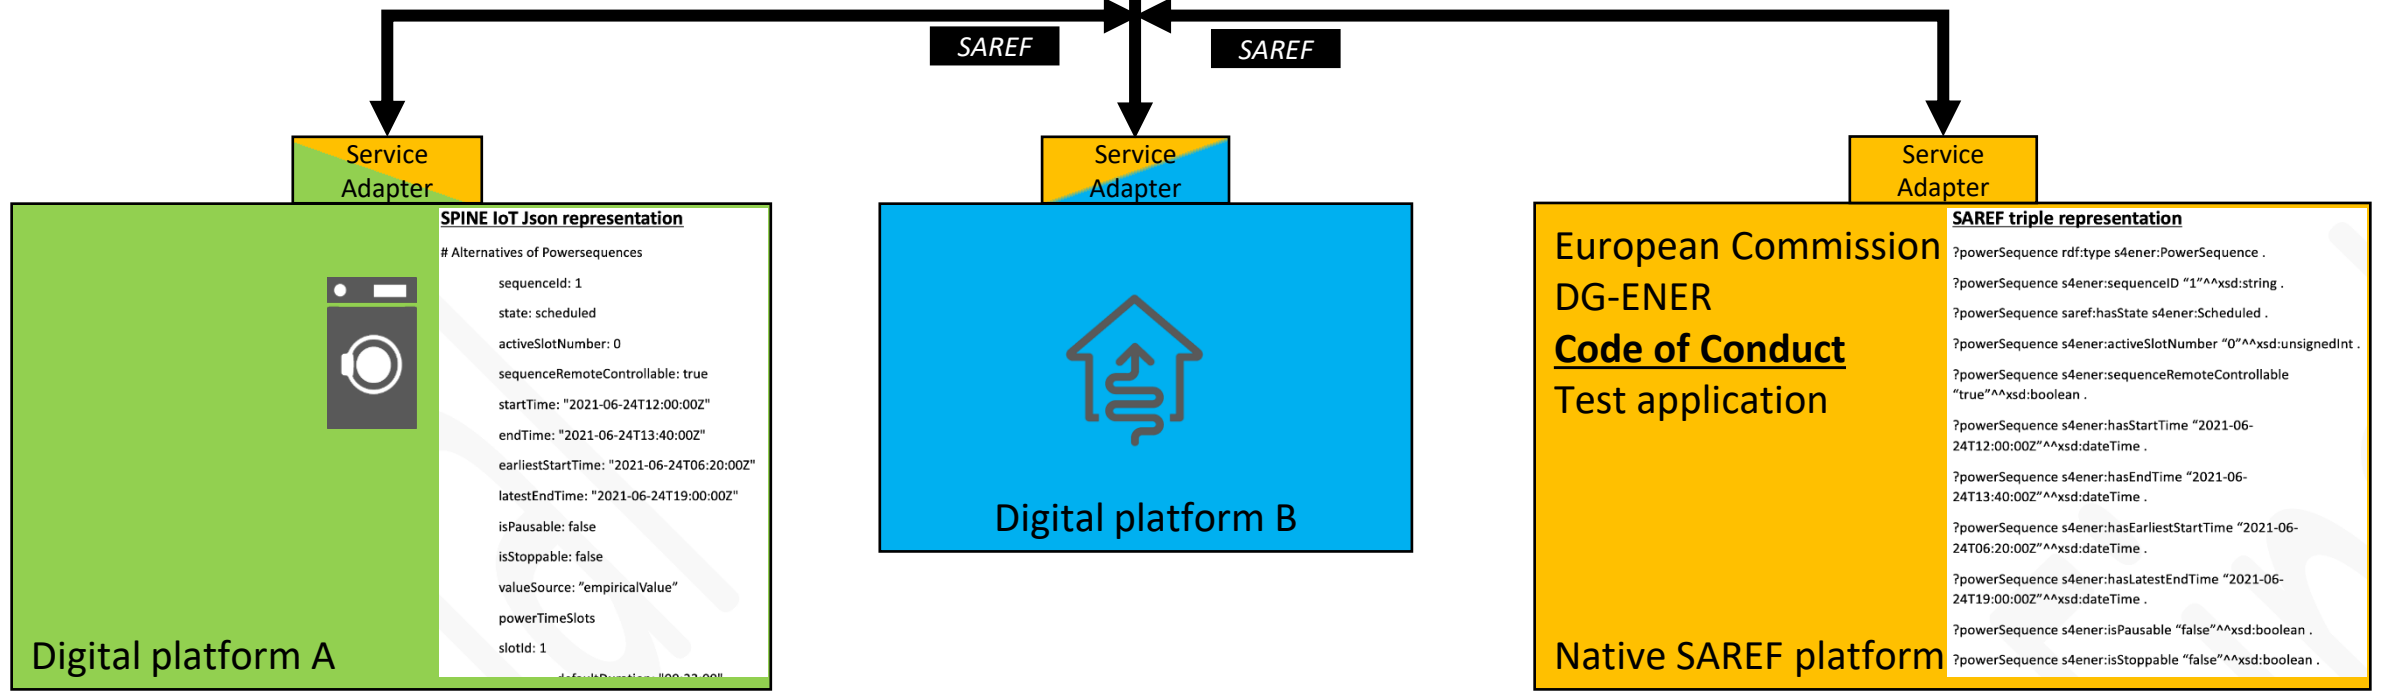 SAREF
SAREF
Service
Adapter
Service
Adapter
Service
Adapter
SPINE IoT Json representation
# Alternatives of Powersequences
sequenceId: 1
state: scheduled
activeSlotNumber: 0
sequenceRemoteControllable: true
startTime: "2021-06-24T12:00:00Z"
endTime: "2021-06-24T13:40:00Z"
earliestStartTime: "2021-06-24T06:20:00Z"
latestEndTime: "2021-06-24T19:00:00Z"
isPausable: false
isStoppable: false
valueSource: "empiricalValue”
powerTimeSlots
slotId: 1
Digital platform A
Digital platform B
European Commission
DG-ENER
Code of Conduct
Test application
Native SAREF platform
SAREF triple representation
?powerSequence rdf:type s4ener:PowerSequence .
?powerSequence s4ener:sequenceID “1”^^xsd:string .
?powerSequence saref:hasState s4ener:Scheduled .
?powerSequence s4ener:activeSlotNumber “0”^^xsd:unsignedInt .
?powerSequence s4ener:sequenceRemoteControllable
“true”^^xsd:boolean .
?powerSequence s4ener:hasStartTime “2021-06-
24T12:00:00Z”^^xsd:dateTime .
?powerSequence s4ener:hasEndTime “2021-06-
24T13:40:00Z”^^xsd:dateTime .
?powerSequence s4ener:hasEarliestStartTime “2021-06-
24T06:20:00Z”^^xsd:dateTime .
?powerSequence s4ener:hasLatestEndTime “2021-06-
24T19:00:00Z”^^xsd:dateTime .
?powerSequence s4ener:isPausable “false”^^xsd:boolean .
?powerSequence s4ener:isStoppable “false”^^xsd:boolean .